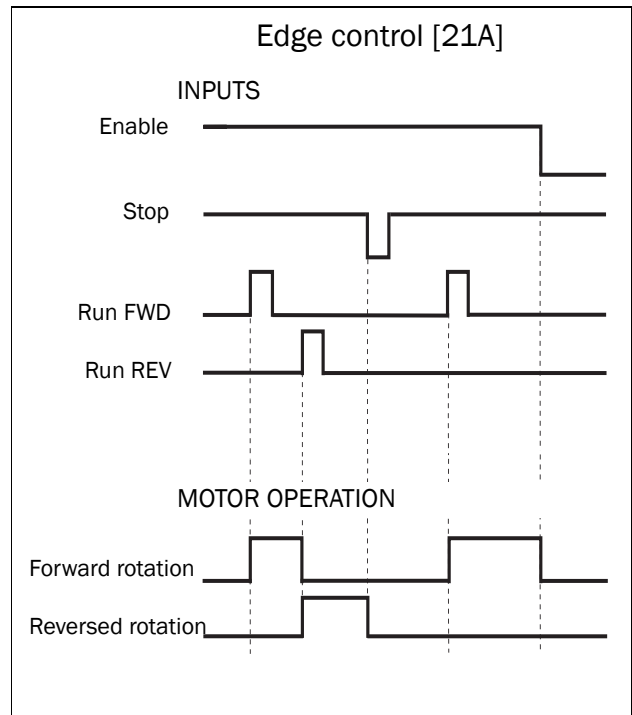 Edge control [21A]
INPUTS
Enable
Stop
Run FWD
Run REV
MOTOR OPERATION
Forward rotation
Reversed rotation